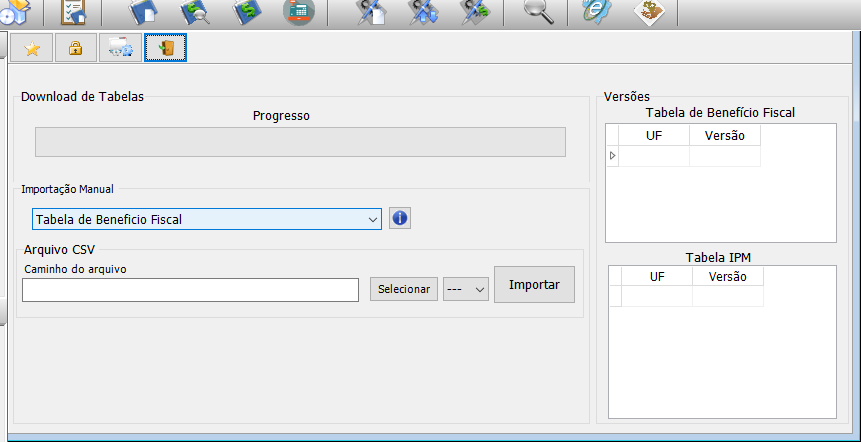 Download de Tabelas
Progresso
Importação Manual
Tabela de Beneficio Fiscal
Arquivo CSV
Caminho do arquivo
Selecionar
---
Importar
Versões
Tabela de Benefício Fiscal
UF Versão
Tabela IPM
UF Versão